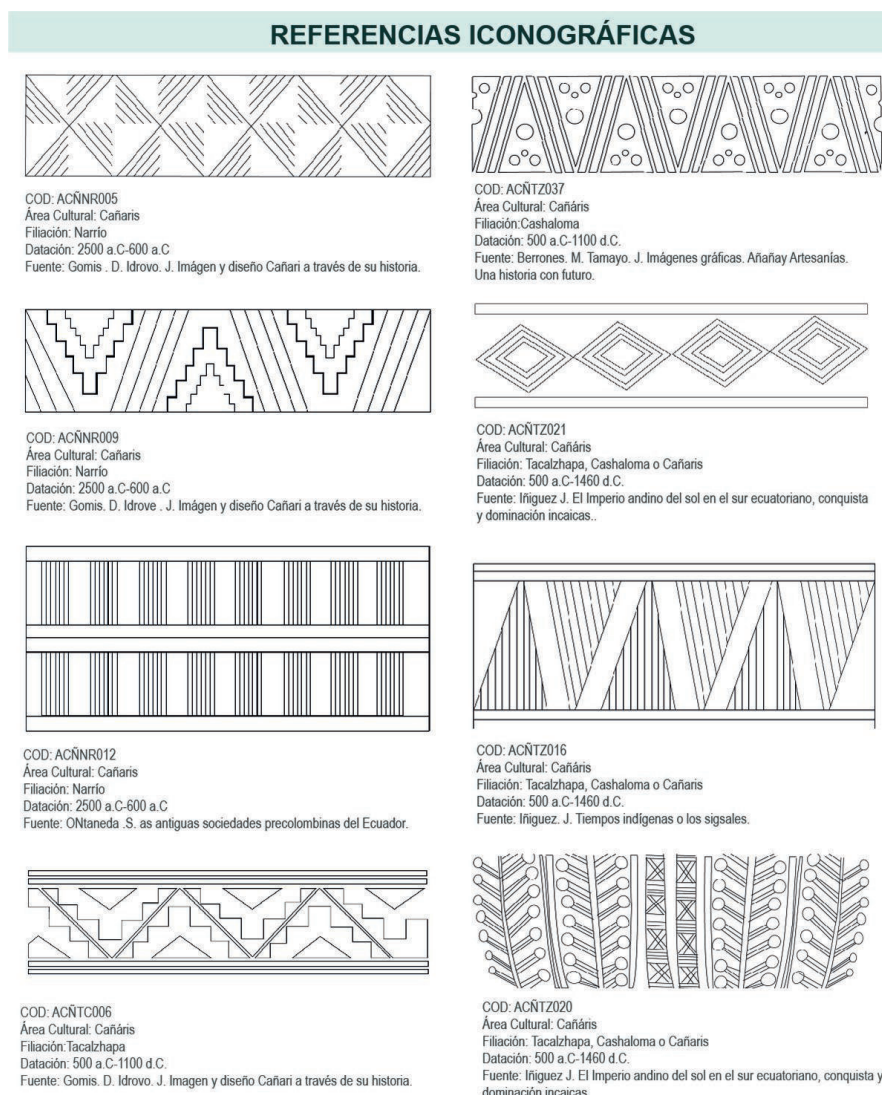 REFERENCIAS ICONOGRÁFICAS
COD: ACÑNR005
Área Cultural: Cañaris
Filiación: Narrío
Datación: 2500 a.C-600 a.C
Fuente: Gomis . D. Idrovo. J. Imágen y diseño Cañari a través de su historia.
COD: ACÑNR009
Área Cultural: Cañaris
Filiación: Narrío
Datación: 2500 a.C-600 a.C
Fuente: Gomis. D. Idrove . J. Imágen y diseño Cañari a través de su historia.
COD: ACÑNR012
Área Cultural: Cañaris
Filiación: Narrío
Datación: 2500 a.C-600 a.C
Fuente: ONtaneda .S. as antiguas sociedades precolombinas del Ecuador.
COD: ACÑTC006
Área Cultural: Cañáris
Filiación:Tacalzhapa
Datación: 500 a.C-1100 d.C.
Fuente: Gomis. D. Idrovo. J. Imagen y diseño Cañari a través de su historia.
COD: ACÑTZ037
Área Cultural: Cañáris
Filiación:Cashaloma
Datación: 500 a.C-1100 d.C.
Fuente: Berrones. M. Tamayo. J. Imágenes gráficas. Añañay Artesanías.
Una historia con futuro.
COD: ACÑTZ021
Área Cultural: Cañáris
Filiación: Tacalzhapa, Cashaloma o Cañaris
Datación: 500 a.C-1460 d.C.
Fuente: Iñiguez J. El Imperio andino del sol en el sur ecuatoriano, conquista
y dominación incaicas..
COD: ACÑTZ016
Área Cultural: Cañáris
Filiación: Tacalzhapa, Cashaloma o Cañaris
Datación: 500 a.C-1460 d.C.
Fuente: Iñiguez. J. Tiempos indígenas o los sigsales.
COD: ACÑTZ020
Área Cultural: Cañáris
Filiación: Tacalzhapa, Cashaloma o Cañaris
Datación: 500 a.C-1460 d.C.
Fuente: Iñiguez J. El Imperio andino del sol en el sur ecuatoriano, conquista y
dominación incaicas